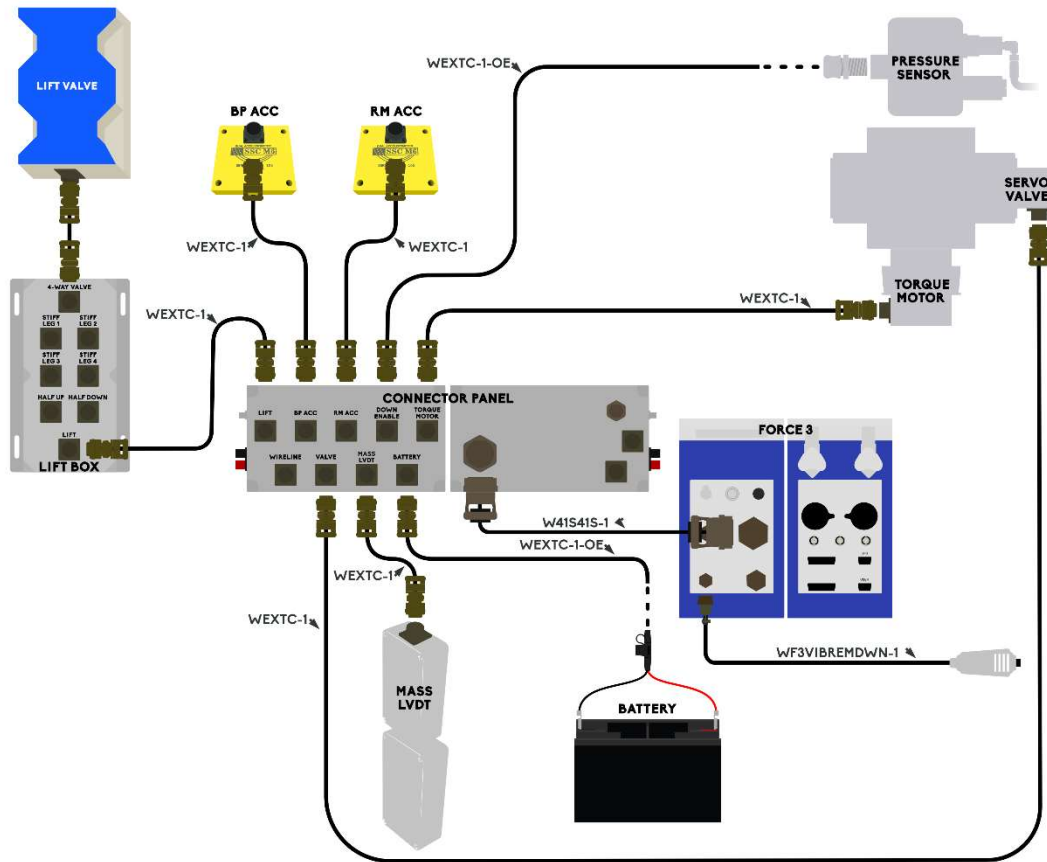 LIFT VALVE
BP ACC
RM ACC
WEXTC-1-OE
PRESSURE
SENSOR
SSC
SSC
SERVO
VALVE
WEXTC-1
WEXTC-1
4-WAY VALVE
TORQUE
MOTOR
WEXTC-1
WEXTC-1
STIFF
LEG 1
STIFF
LEG 2
STIFF
LEG 3
STIFF
LEG 4
HALF UP
HALF DOWN
LIFT
LIFT BOX
CONNECTOR PANEL
LIFT
BP ACC
RM ACC
DOWN
ENABLE
TORQUE
MOTOR
WIRELINE
VALVE
MASS
LVDT
BATTERY
FORCE 3
W41S41S-1
WEXTC-1-OE
WEXTC-1
WEXTC-1
WF3VIBREMDWN-1
MASS
LVDT
BATTERY